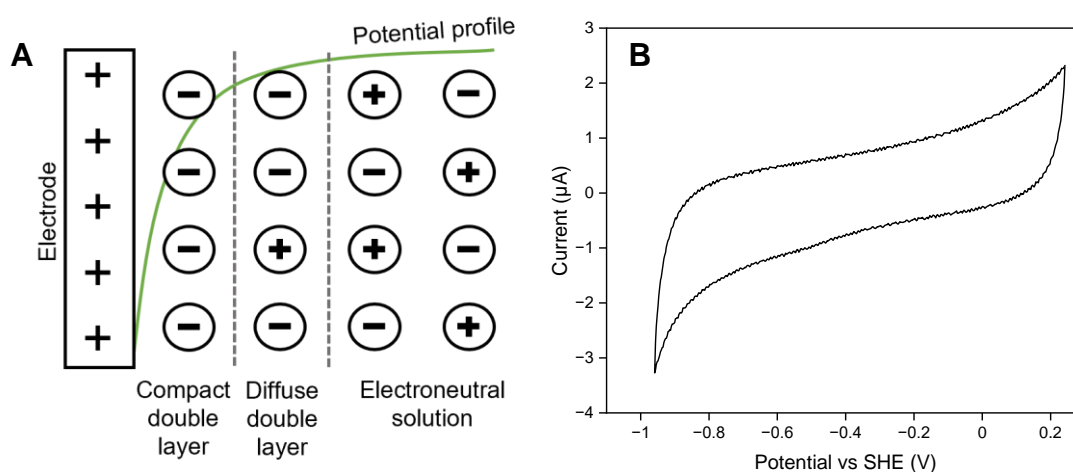 A
Potential profile
Electrode
+
+
+
+
+
− − + −
− − − +
− + + −
− − − +
Compact
double
layer
Diffuse
double
layer
Electroneutral
solution
B
Current (μA)
3
2
1
0
−1
−2
−3
−4
−1 −0.8 −0.6 −0.4 −0.2 0 0.2
Potential vs SHE (V)